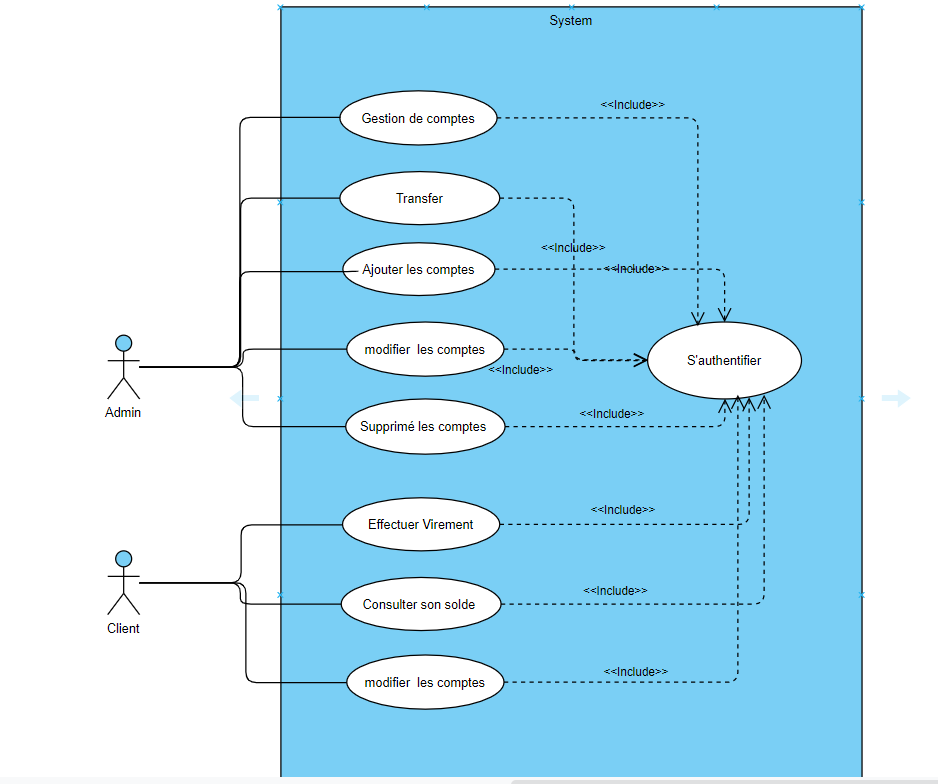 System
<<Include>>
Gestion de comptes
Transfer
<<Include>>
<<Include>>
Ajouter les comptes
modifier  les comptes
S'authentifier
<<Include>>
Admin
<<Include>>
Supprimé les comptes
<<Include>>
Effectuer Virement
<<Include>>
Consulter son solde
Client
<<Include>>
modifier  les comptes